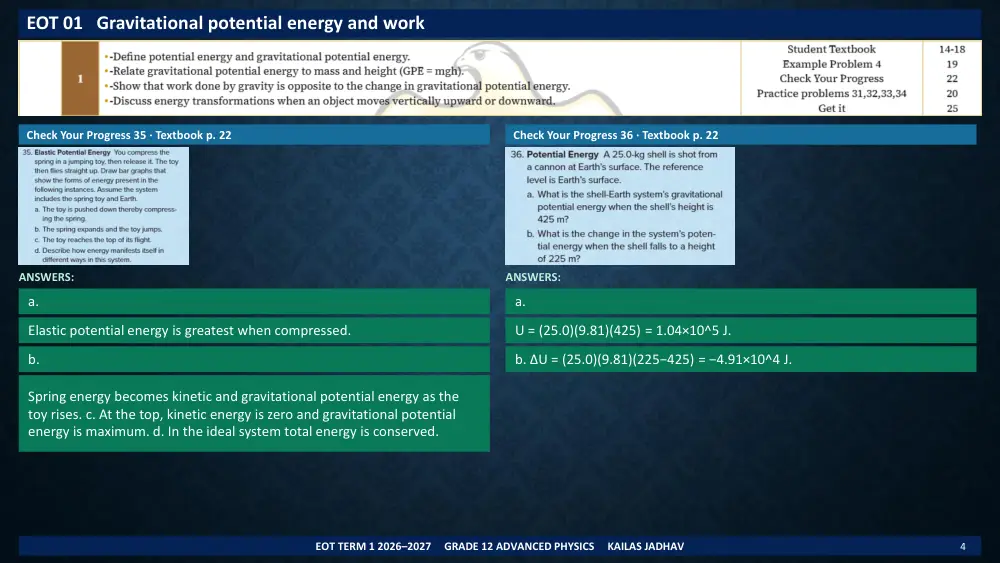 EOT 01 Gravitational potential energy and work
1
•-Define potential energy and gravitational potential energy.
•-Relate gravitational potential energy to mass and height (GPE = mgh).
•-Show that work done by gravity is opposite to the change in gravitational potential energy.
•-Discuss energy transformations when an object moves vertically upward or downward.
Student Textbook 14-18
Example Problem 4 19
Check Your Progress 22
Practice problems 31,32,33,34 20
Get it 25
Check Your Progress 35 · Textbook p. 22
35. Elastic Potential Energy You compress the
spring in a jumping toy, then release it. The toy
then flies straight up. Draw bar graphs that
show the forms of energy present in the
following instances. Assume the system
includes the spring toy and Earth.
a. The toy is pushed down thereby compress-
ing the spring.
b. The spring expands and the toy jumps.
c. The toy reaches the top of its flight.
d. Describe how energy manifests itself in
different ways in this system.
ANSWERS:
a.
Elastic potential energy is greatest when compressed.
b.
Spring energy becomes kinetic and gravitational potential energy as the
toy rises. c. At the top, kinetic energy is zero and gravitational potential
energy is maximum. d. In the ideal system total energy is conserved.
Check Your Progress 36 · Textbook p. 22
36. Potential Energy A 25.0-kg shell is shot from
a cannon at Earth's surface. The reference
level is Earth's surface.
a. What is the shell-Earth system's gravitational
potential energy when the shell's height is
425 m?
b. What is the change in the system's poten-
tial energy when the shell falls to a height
of 225 m?
ANSWERS:
a.
U = (25.0)(9.81)(425) = 1.04×10^5 J.
b. ΔU = (25.0)(9.81)(225−425) = −4.91×10^4 J.
EOT TERM 1 2026–2027 GRADE 12 ADVANCED PHYSICS KAILAS JADHAV
4